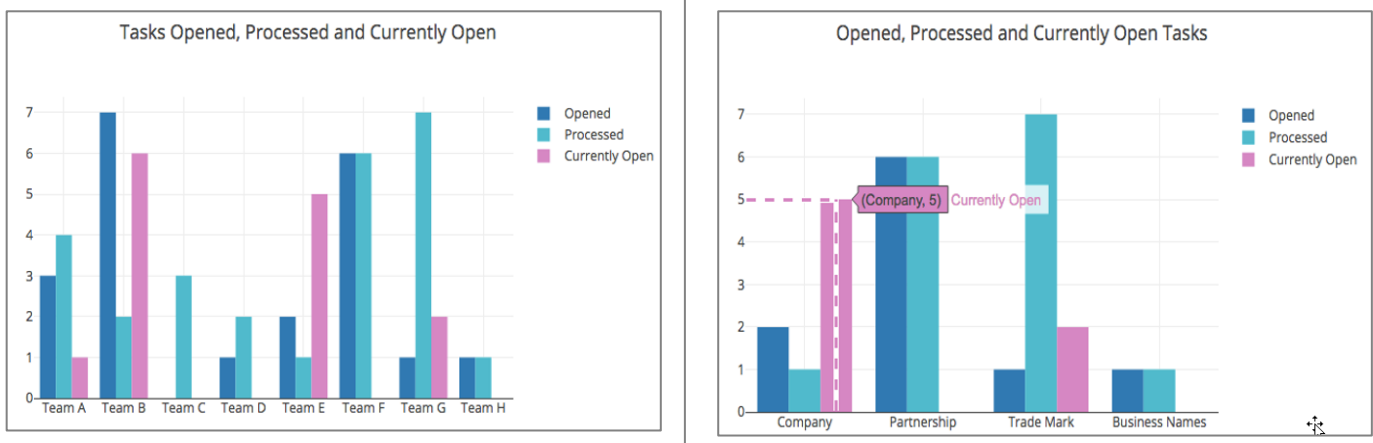 Tasks Opened, Processed and Currently Open
Opened
Processed
Currently Open
7
6
5
4
3
2
1
0
Team A Team B Team C Team D Team E Team F Team G Team H
Opened, Processed and Currently Open Tasks
Opened
Processed
Currently Open
7
6
5
(Company, 5) Currently Open
4
3
2
1
0
Company Partnership Trade Mark Business Names